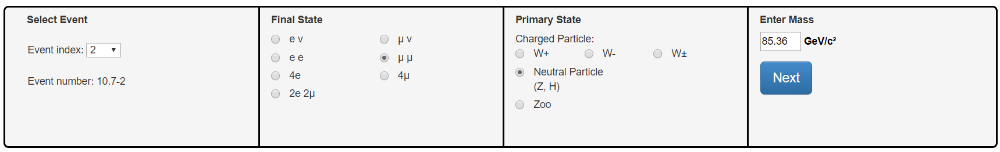 Select Event
Event index: 2
Event number: 10.7-2
Final State
e ν
μ ν
e e
μ μ
4e
4μ
2e 2μ
Primary State
Charged Particle:
W+
W-
W±
Neutral Particle
(Z, H)
Zoo
Enter Mass
85.36 GeV/c²
Next